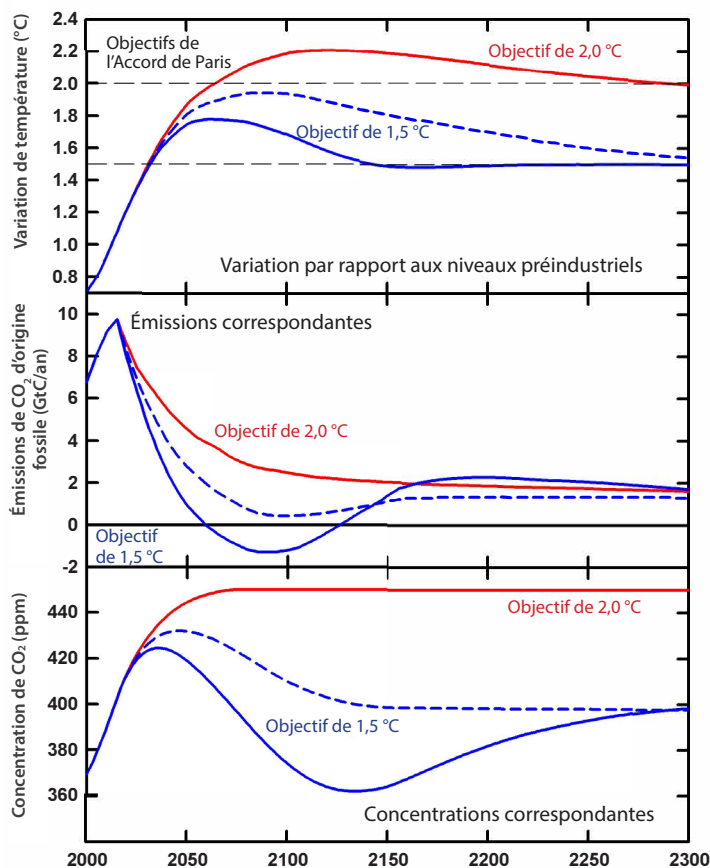 Variation de température (°C)
2.4
2.2
2.0
1.8
1.6
1.4
1.2
1.0
0.8
Objectifs de
l'Accord de Paris
Objectif de 2,0 °C
Objectif de 1,5 °C
Variation par rapport aux niveaux préindustriels
Émissions de CO2 d'origine
fossile (GtC/an)
10
8
6
4
2
0
-2
Émissions correspondantes
Objectif de 2,0 °C
Objectif
de 1,5 °C
Concentration de CO2 (ppm)
440
420
400
380
360
Objectif de 2,0 °C
Objectif de 1,5 °C
Concentrations correspondantes
2000 2050 2100 2150 2200 2250 2300